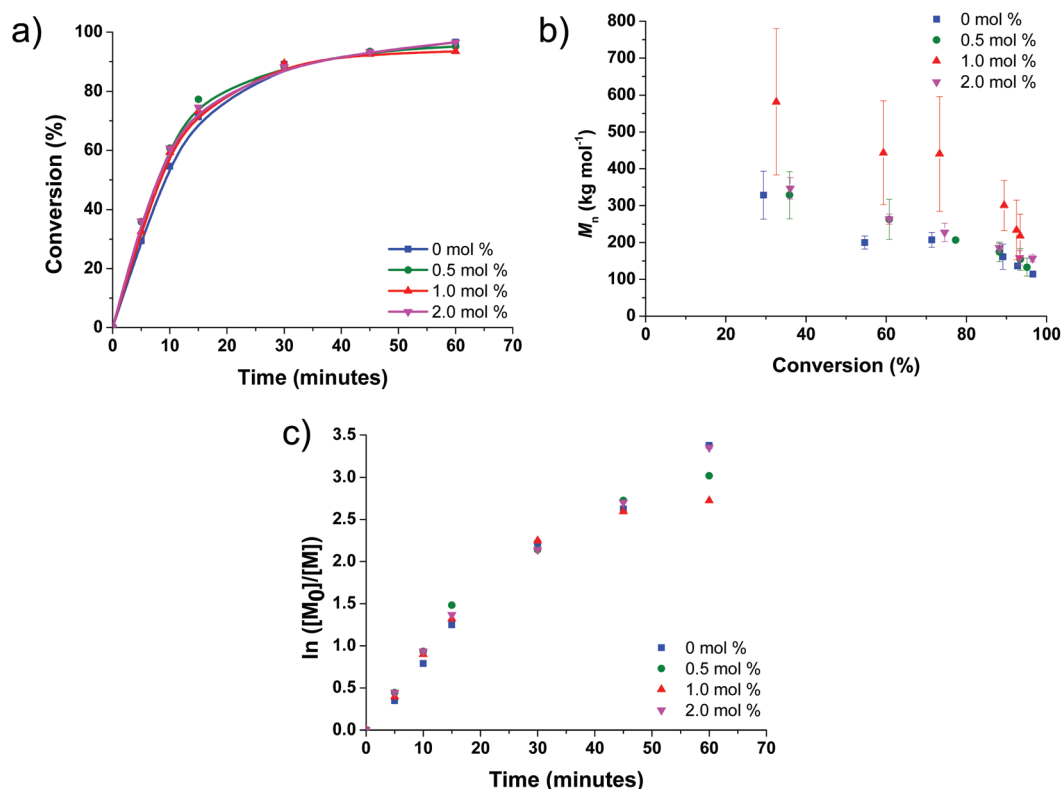 a)
100
80
60
40
20
0
Conversion (%)
0 10 20 30 40 50 60 70
Time (minutes)
0 mol %
0.5 mol %
1.0 mol %
2.0 mol %
b)
800
700
600
500
400
300
200
100
0
Mn (kg mol-1)
0 20 40 60 80 100
Conversion (%)
0 mol %
0.5 mol %
1.0 mol %
2.0 mol %
c)
3.5
3.0
2.5
2.0
1.5
1.0
0.5
0.0
ln ([M0]/[M])
0 10 20 30 40 50 60 70
Time (minutes)
0 mol %
0.5 mol %
1.0 mol %
2.0 mol %